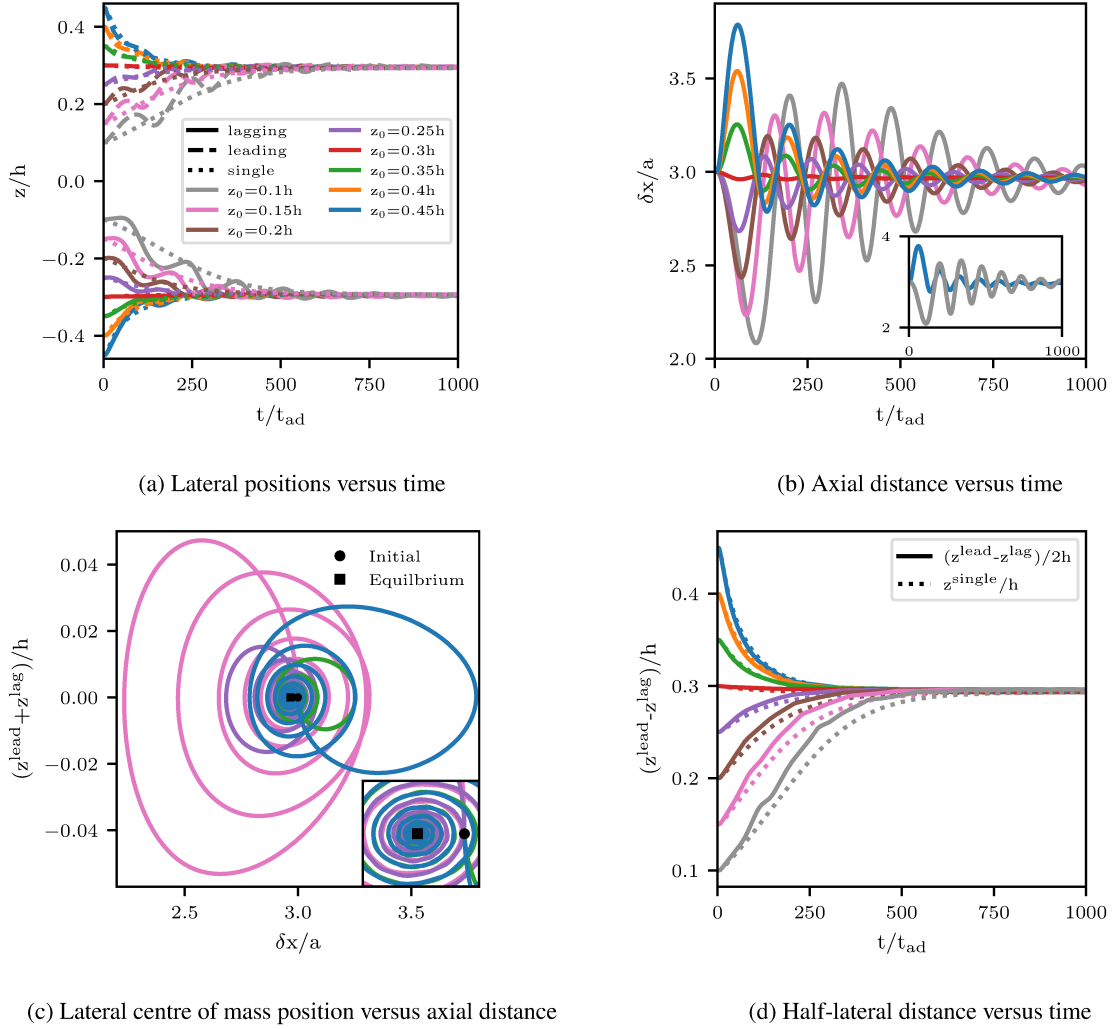 0.4
0.2
0.0
−0.2
−0.4
z/h
lagging
leading
single
z₀=0.1h
z₀=0.15h
z₀=0.2h
z₀=0.25h
z₀=0.3h
z₀=0.35h
z₀=0.4h
z₀=0.45h
0 250 500 750 1000
t/t_ad
(a) Lateral positions versus time
3.5
3.0
2.5
2.0
δx/a
4
2
0 1000
0 250 500 750 1000
t/t_ad
(b) Axial distance versus time
0.04
0.02
0.00
−0.02
−0.04
(z^lead+z^lag)/h
Initial
Equilbrium
2.5 3.0 3.5
δx/a
(c) Lateral centre of mass position versus axial distance
0.4
0.3
0.2
0.1
(z^lead-z^lag)/h
(z^lead-z^lag)/2h
z^single/h
0 250 500 750 1000
t/t_ad
(d) Half-lateral distance versus time